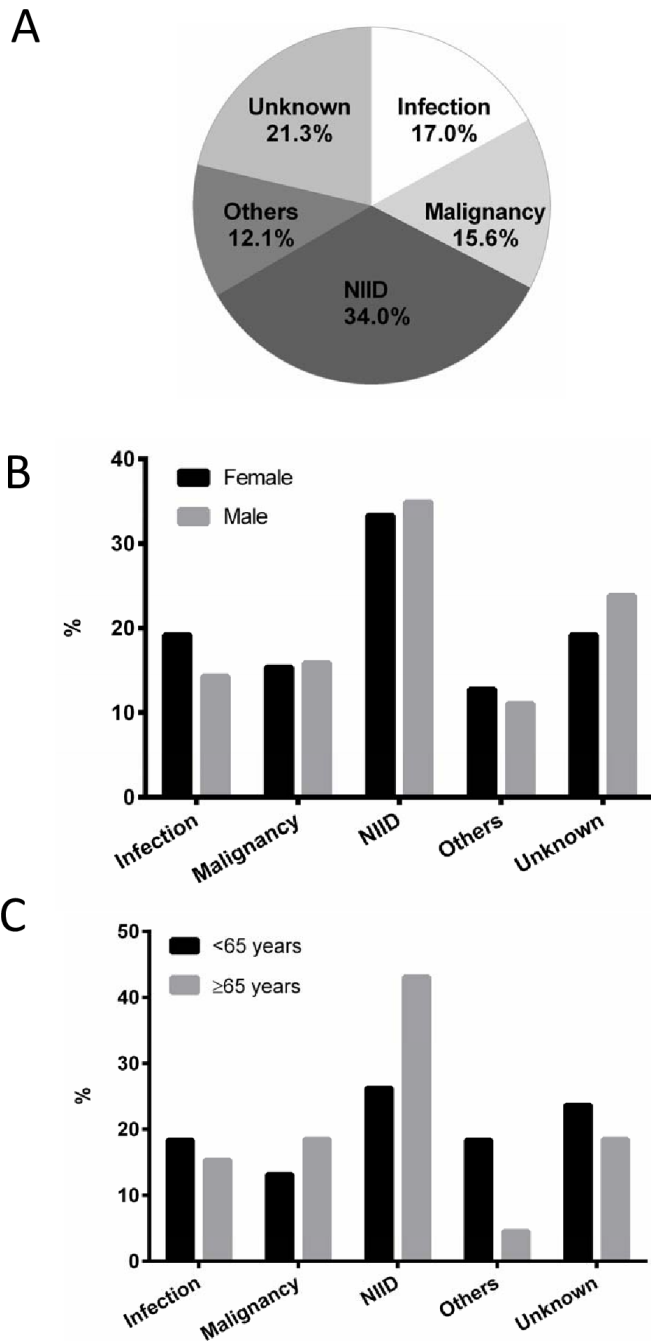 A
Unknown
21.3%
Infection
17.0%
Others
12.1%
Malignancy
15.6%
NIID
34.0%
B
40
30
20
10
0
%
Female
Male
Infection
Malignancy
NIID
Others
Unknown
C
50
40
30
20
10
0
%
<65 years
≥65 years
Infection
Malignancy
NIID
Others
Unknown